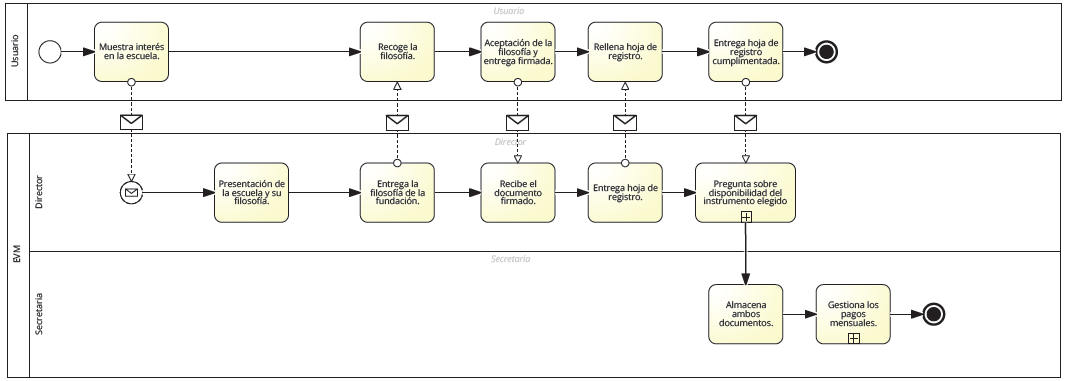 Usuario
Usuario
Muestra interés
en la escuela.
Recoge la
filosofía.
Aceptación de la
filosofía y
entrega firmada.
Rellena hoja de
registro.
Entrega hoja de
registro
cumplimentada.
EVM
Director
Director
Presentación de
la escuela y su
filosofía.
Entrega la
filosofía de la
fundación.
Recibe el
documento
firmado.
Entrega hoja de
registro.
Pregunta sobre
disponibilidad del
instrumento elegido
Secretaria
Secretaria
Almacena
ambos
documentos.
Gestiona los
pagos
mensuales.